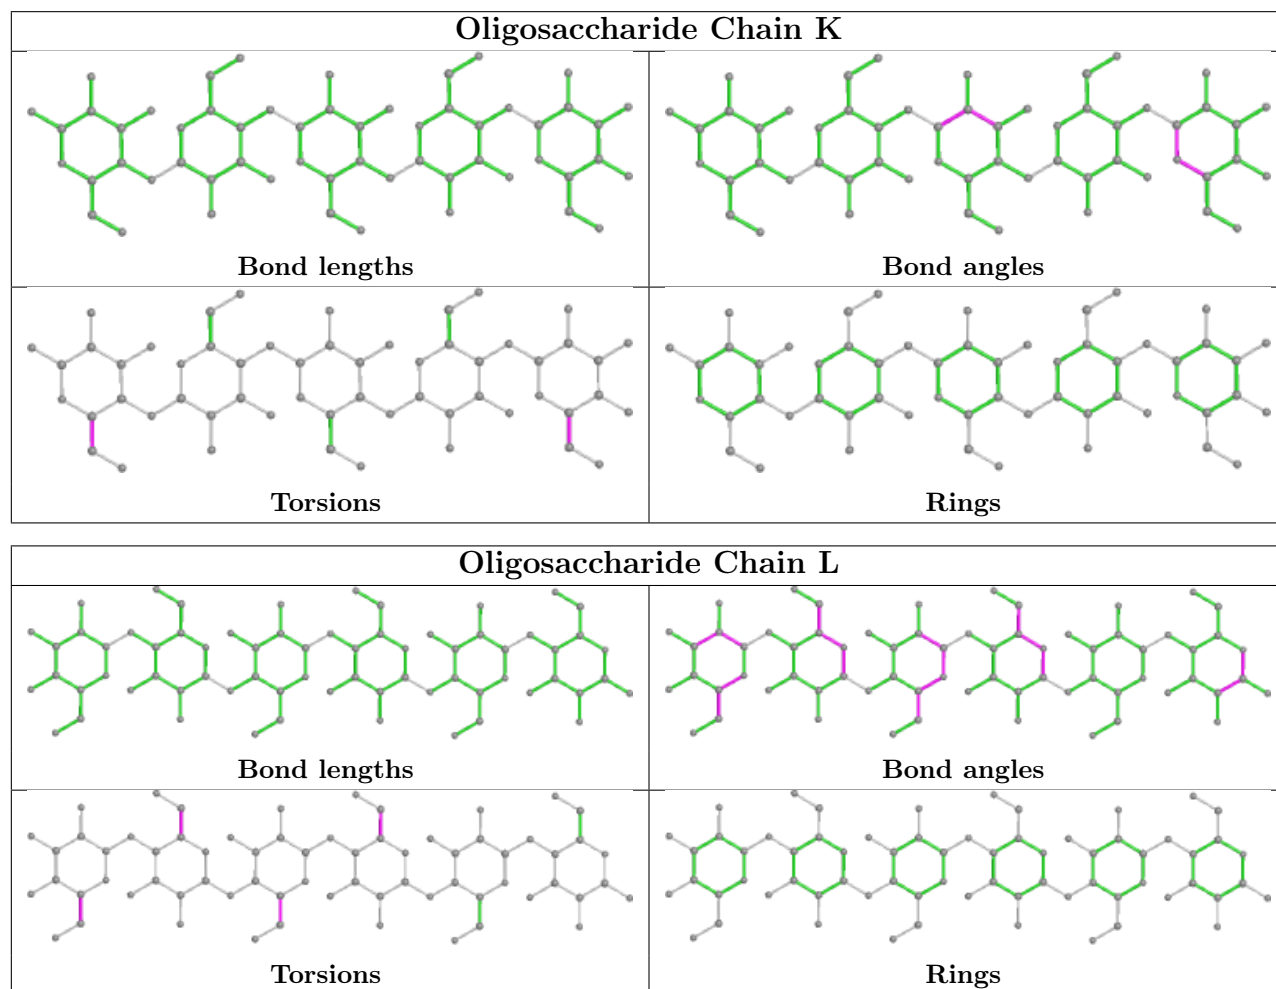 Oligosaccharide Chain K
Bond lengths
Bond angles
Torsions
Rings
Oligosaccharide Chain L
Bond lengths
Bond angles
Torsions
Rings